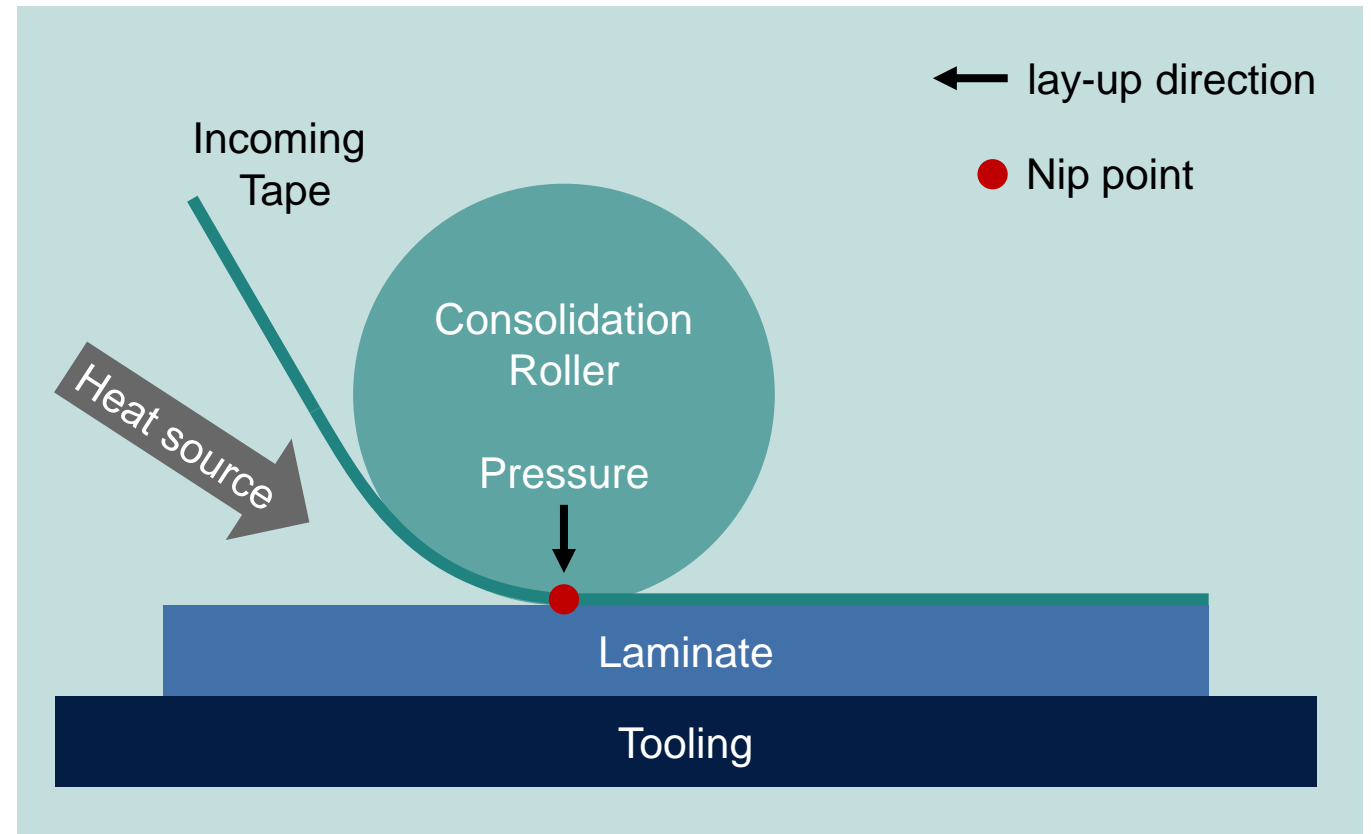 lay-up direction
Nip point
Incoming
Tape
Consolidation
Roller
Heat source
Pressure
Laminate
Tooling